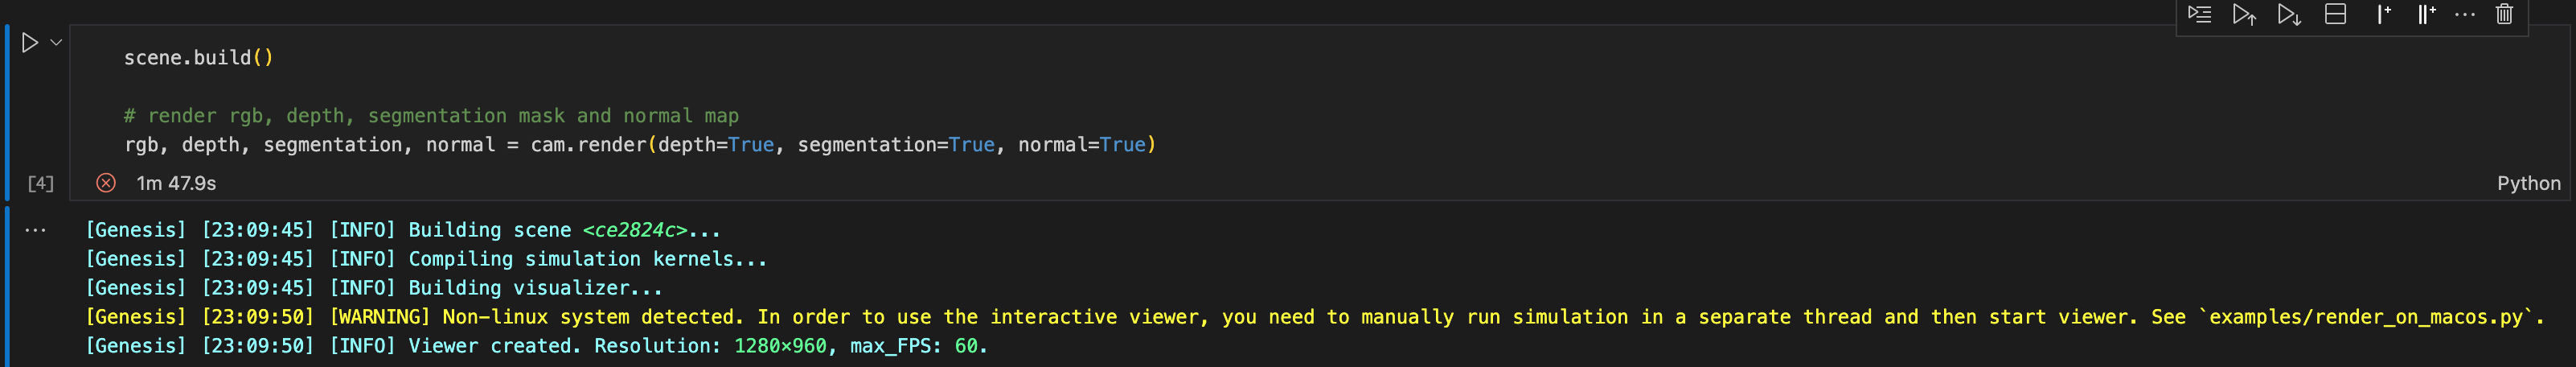 scene.build()
# render rgb, depth, segmentation mask and normal map
rgb, depth, segmentation, normal = cam.render(depth=True, segmentation=True, normal=True)
[4]
1m 47.9s
Python
[Genesis] [23:09:45] [INFO] Building scene <ce2824c>...
[Genesis] [23:09:45] [INFO] Compiling simulation kernels...
[Genesis] [23:09:45] [INFO] Building visualizer...
[Genesis] [23:09:50] [WARNING] Non-linux system detected. In order to use the interactive viewer, you need to manually run simulation in a separate thread and then start viewer. See `examples/render_on_macos.py`.
[Genesis] [23:09:50] [INFO] Viewer created. Resolution: 1280×960, max_FPS: 60.